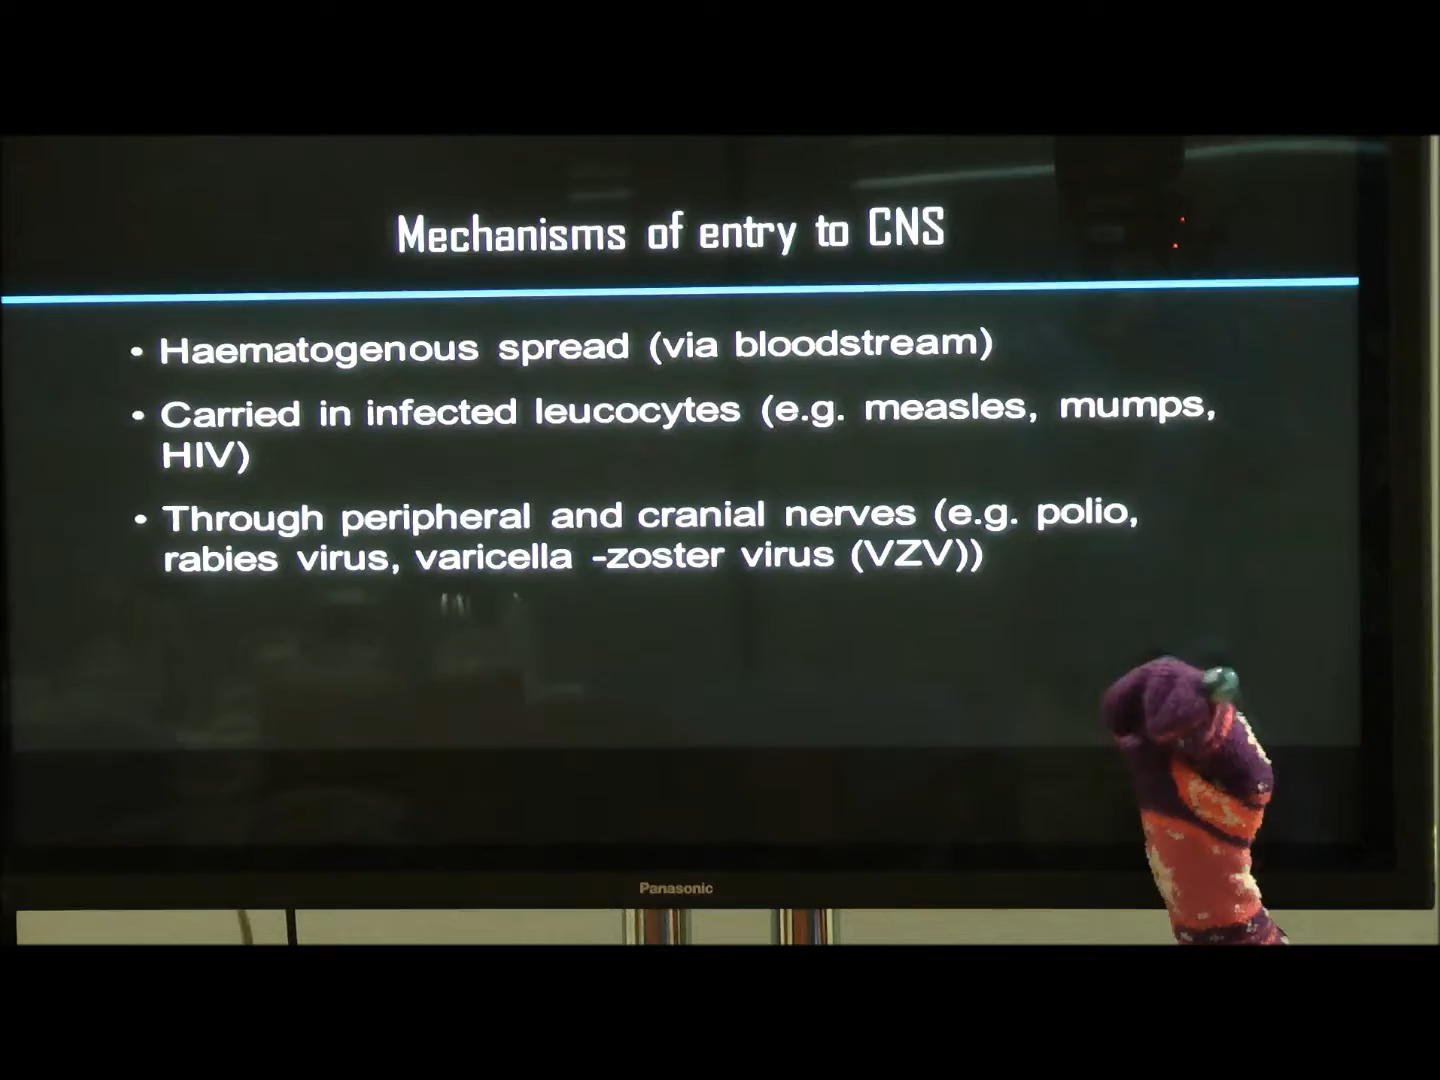 Mechanisms of entry to CNS
• Haematogenous spread (via bloodstream)
• Carried in infected leucocytes (e.g. measles, mumps,
HIV)
• Through peripheral and cranial nerves (e.g. polio,
rabies virus, varicella -zoster virus (VZV))
Panasonic